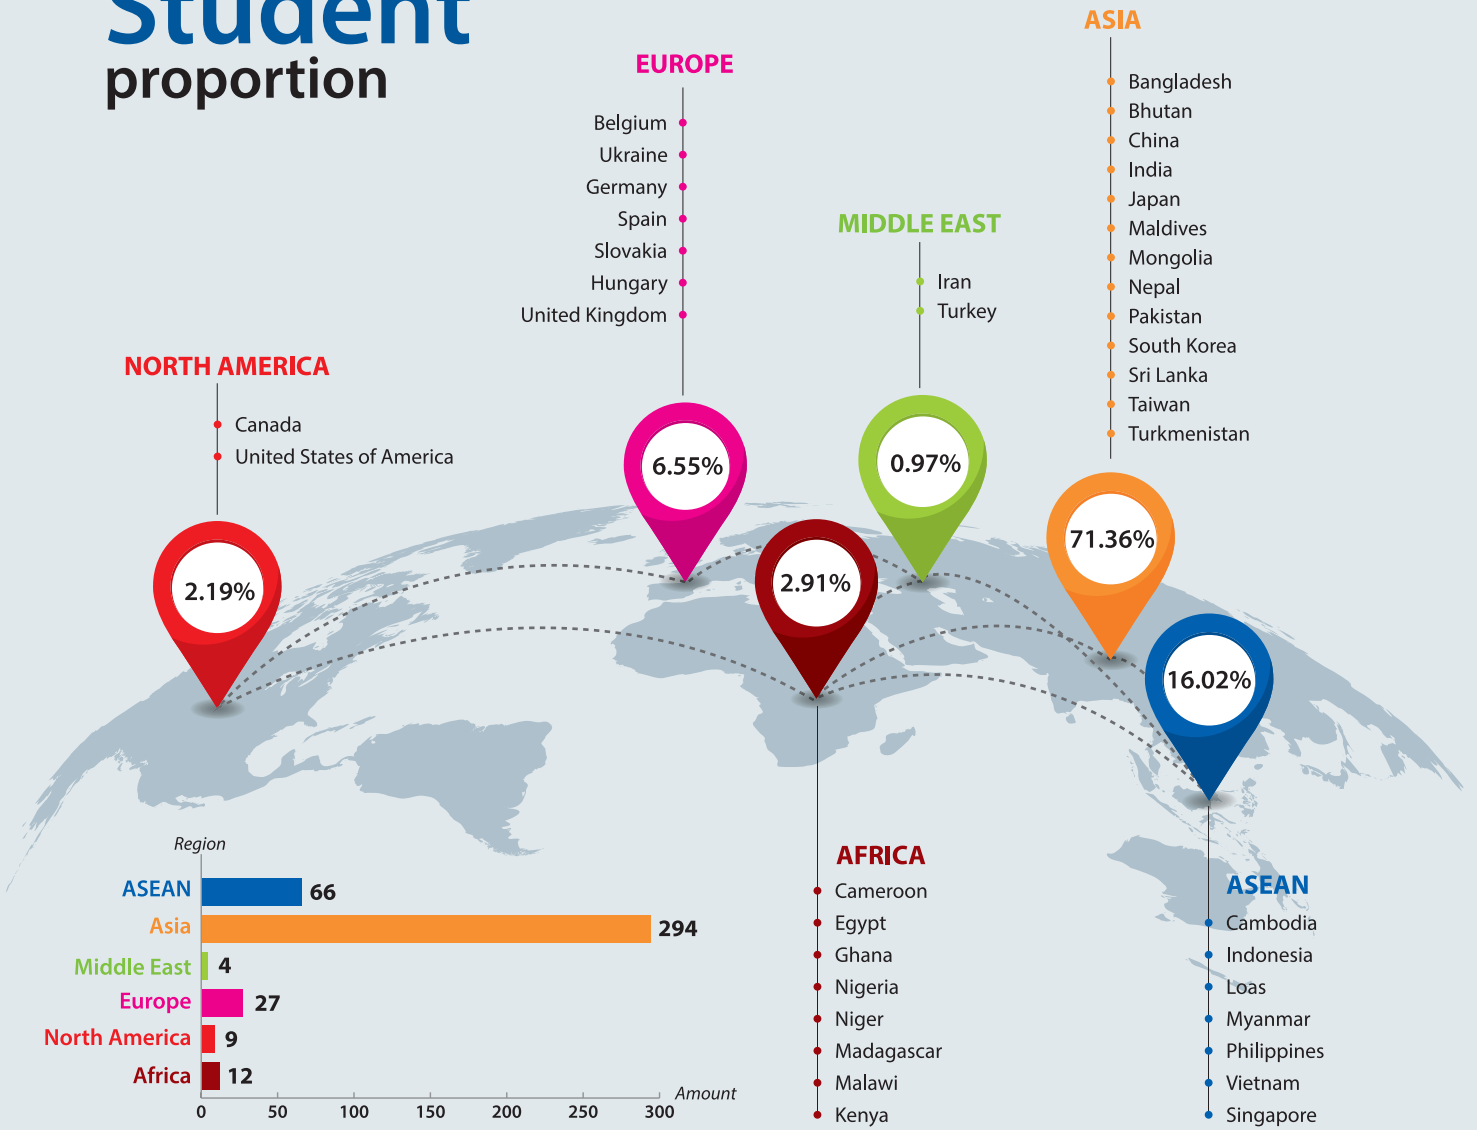 Student
proportion
EUROPE
Belgium
Ukraine
Germany
Spain
Slovakia
Hungary
United Kingdom
6.55%
MIDDLE EAST
Iran
Turkey
0.97%
ASIA
Bangladesh
Bhutan
China
India
Japan
Maldives
Mongolia
Nepal
Pakistan
South Korea
Sri Lanka
Taiwan
Turkmenistan
71.36%
NORTH AMERICA
Canada
United States of America
2.19%
2.91%
AFRICA
Cameroon
Egypt
Ghana
Nigeria
Niger
Madagascar
Malawi
Kenya
16.02%
ASEAN
Cambodia
Indonesia
Loas
Myanmar
Philippines
Vietnam
Singapore
Region
ASEAN 66
Asia 294
Middle East 4
Europe 27
North America 9
Africa 12
Amount
0 50 100 150 200 250 300